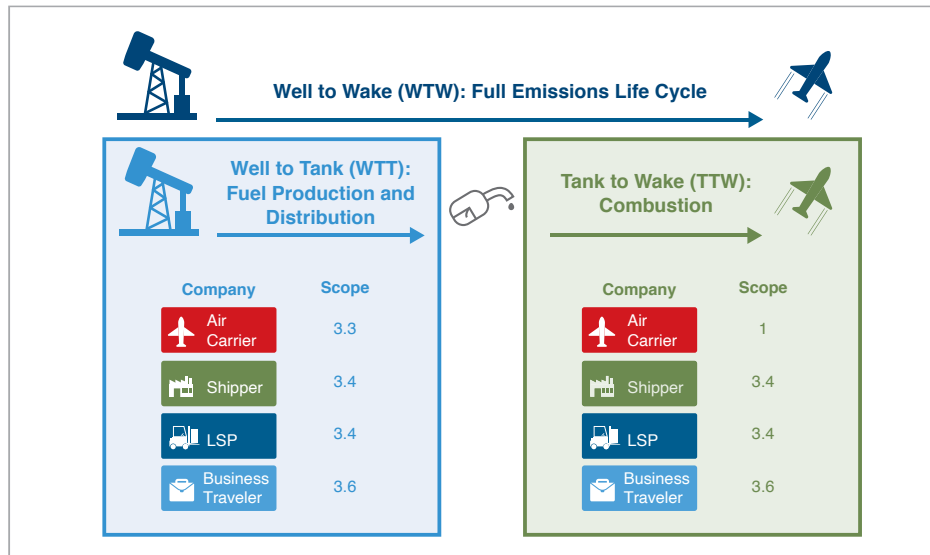 Well to Wake (WTW): Full Emissions Life Cycle
Well to Tank (WTT):
Fuel Production and
Distribution
Company Scope
Air
Carrier
3.3
Shipper 3.4
LSP 3.4
Business
Traveler
3.6
Tank to Wake (TTW):
Combustion
Company Scope
Air
Carrier
1
Shipper 3.4
LSP 3.4
Business
Traveler
3.6